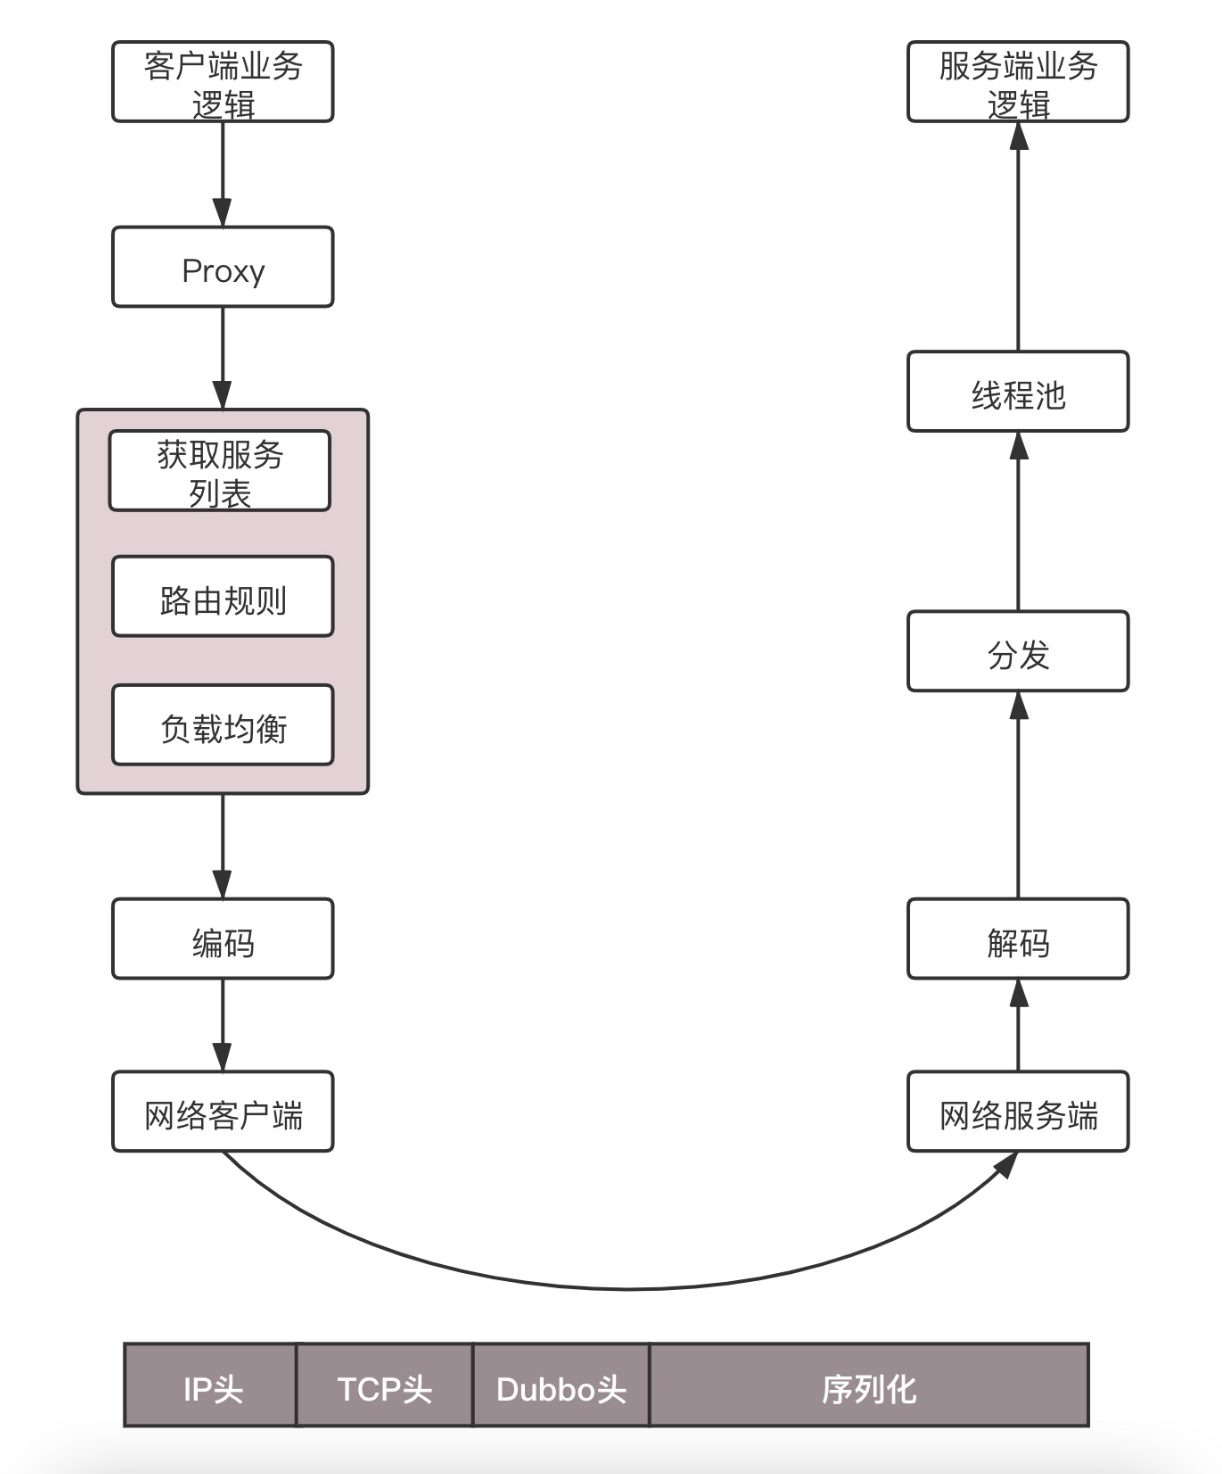 客户端业务
逻辑
Proxy
获取服务
列表
路由规则
负载均衡
编码
网络客户端
服务端业务
逻辑
线程池
分发
解码
网络服务端
IP头
TCP头
Dubbo头
序列化